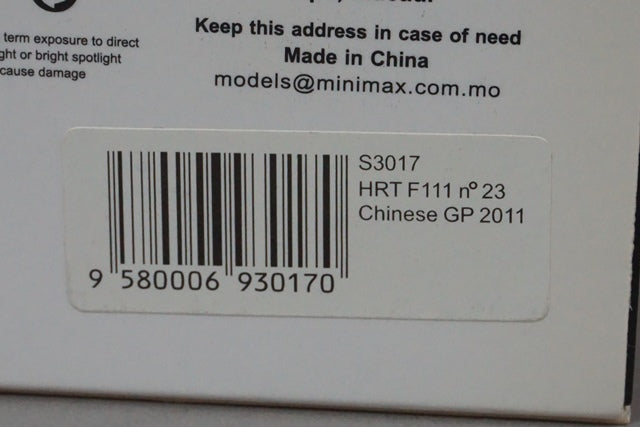 Keep this address in case of need
Made in China
models@minimax.com.mo
term exposure to direct
ght or bright spotlight
cause damage
S3017
HRT F111 nº 23
Chinese GP 2011
9 580006 930170